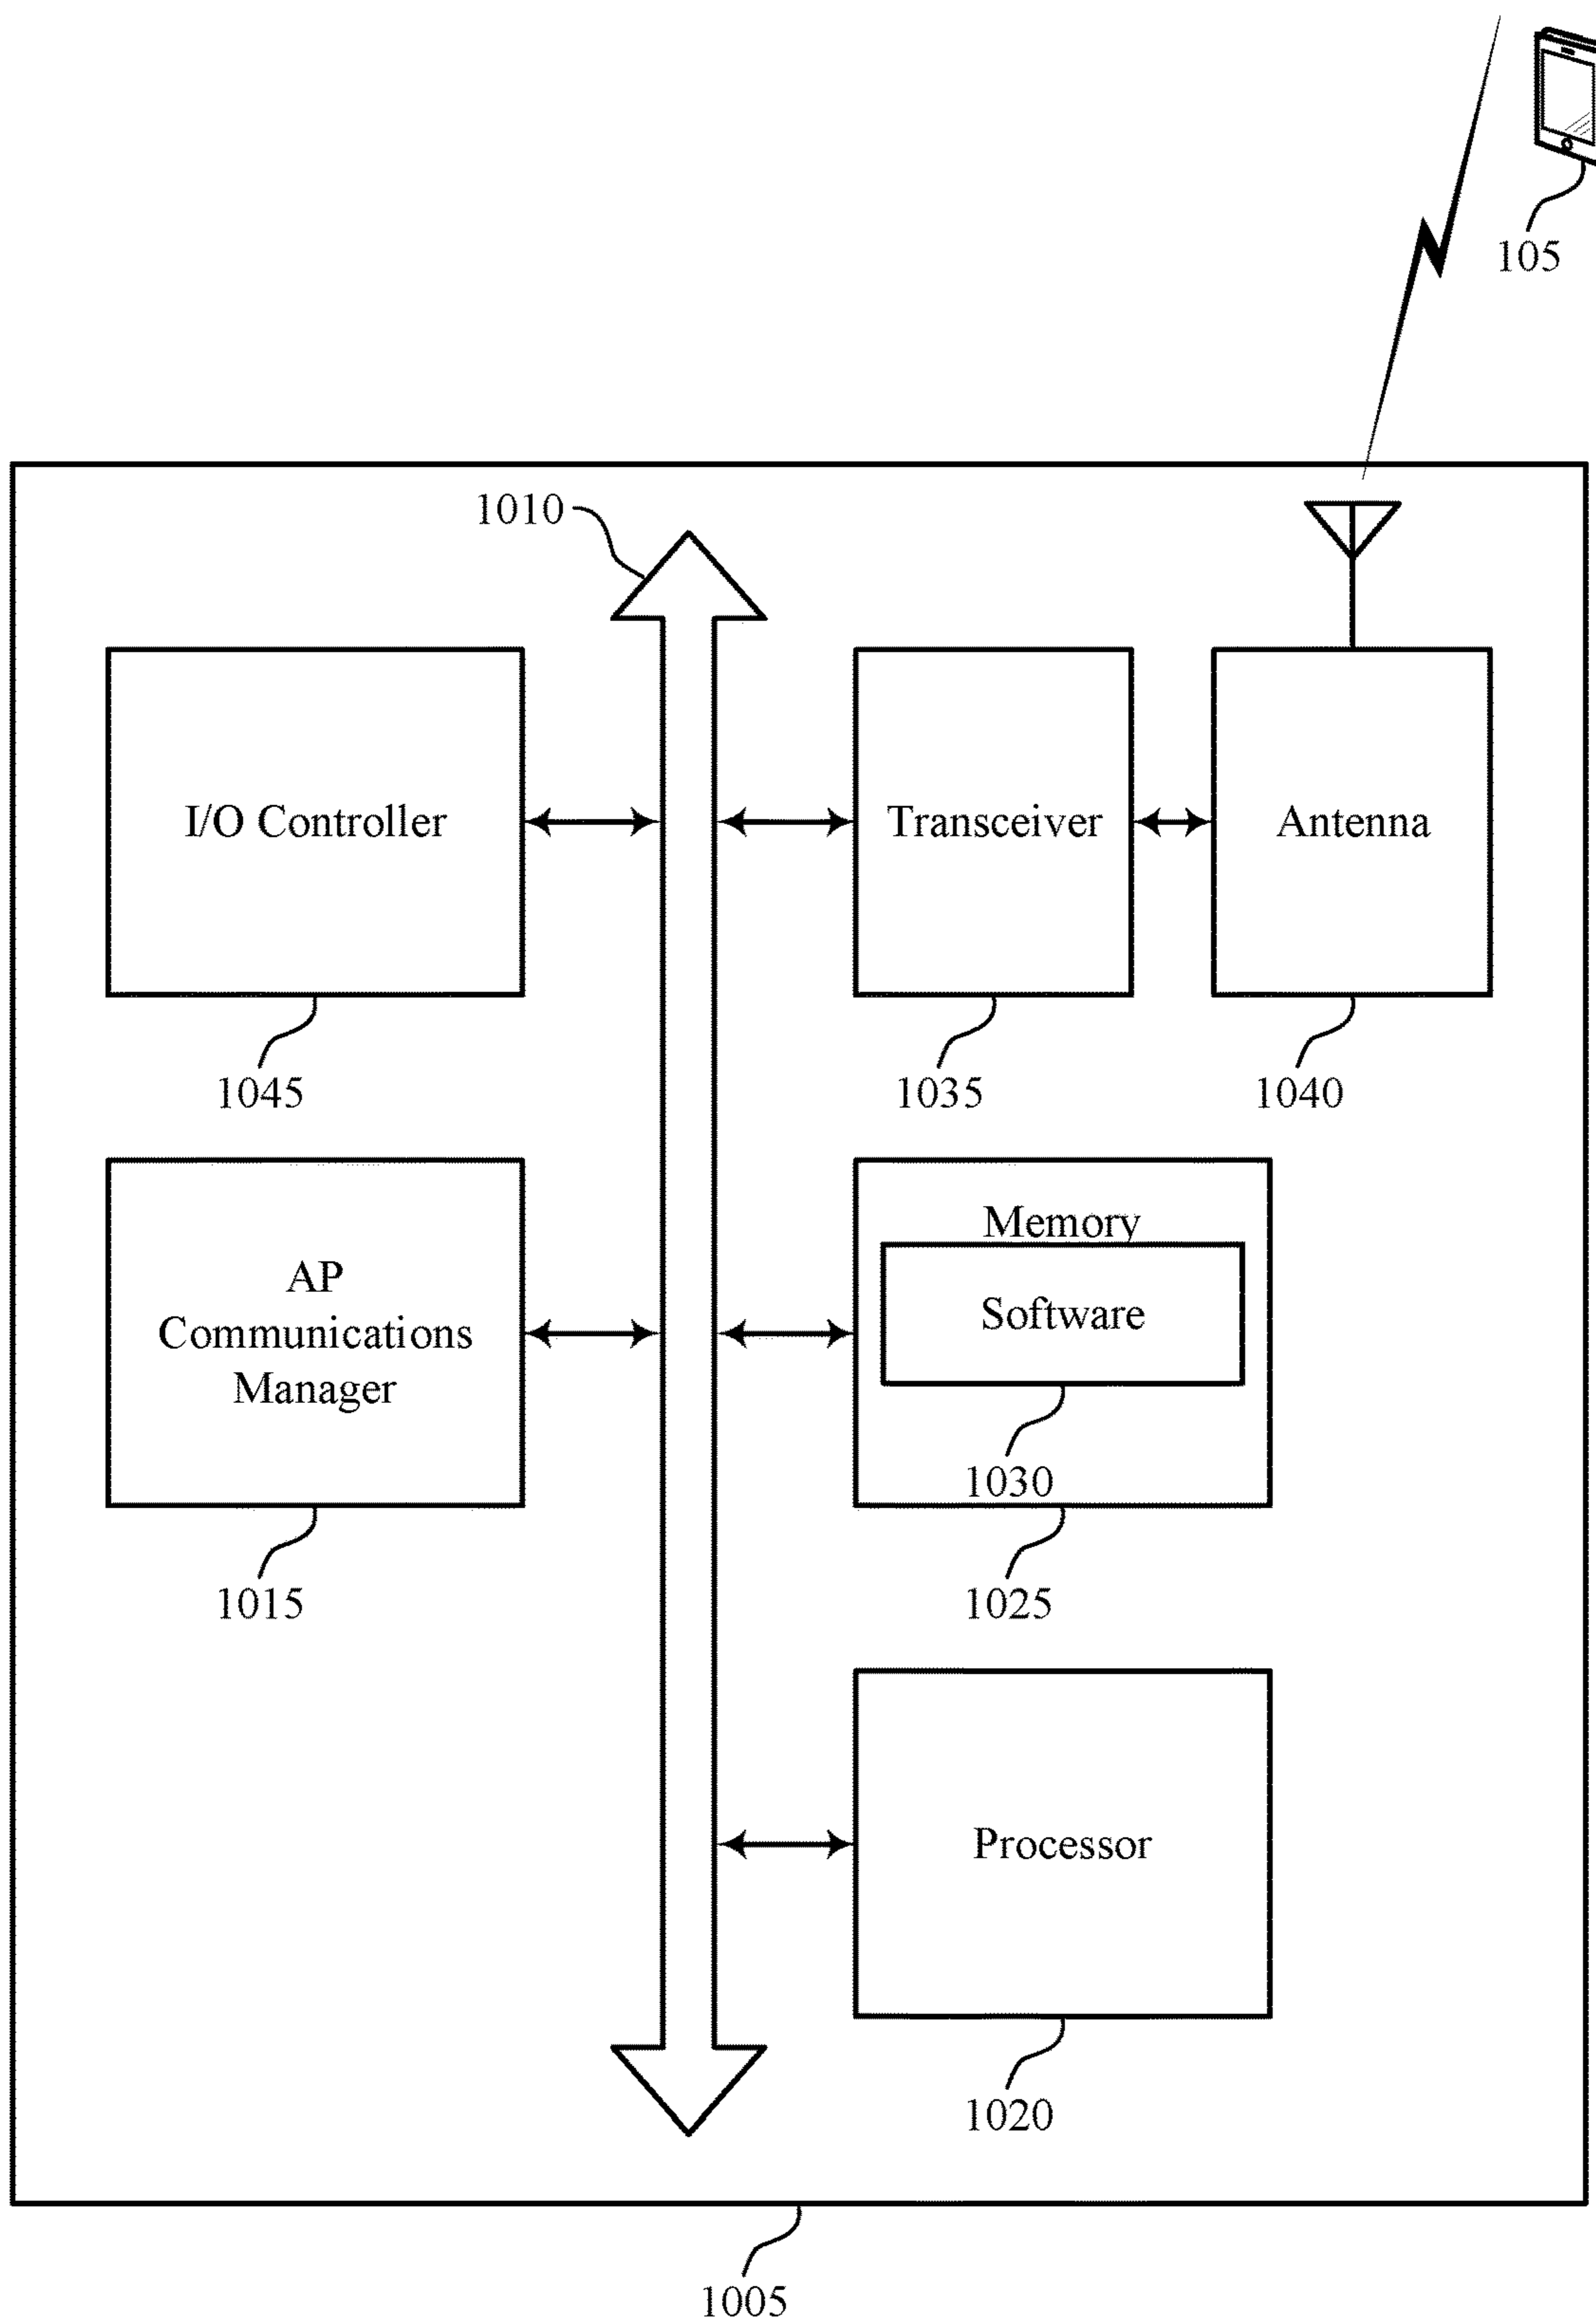 105
1010
I/O Controller
Transceiver
Antenna
1045
1035
1040
AP
Communications
Manager
Memory
Software
1030
1015
1025
Processor
1020
1005